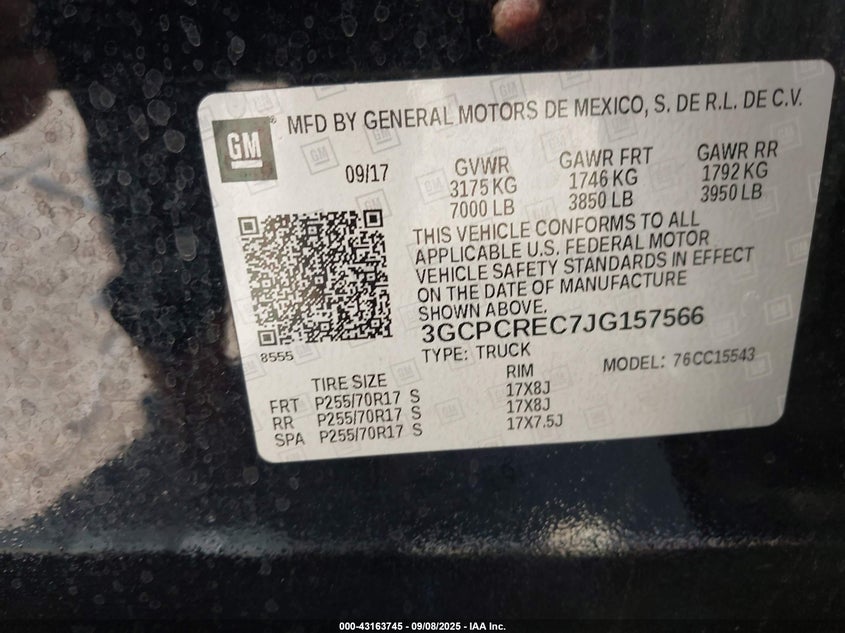 GM
MFD BY GENERAL MOTORS DE MEXICO, S. DE R.L. DE C.V.
09/17
GVWR GAWR FRT GAWR RR
3175 KG 1746 KG 1792 KG
7000 LB 3850 LB 3950 LB
THIS VEHICLE CONFORMS TO ALL
APPLICABLE U.S. FEDERAL MOTOR
VEHICLE SAFETY STANDARDS IN EFFECT
ON THE DATE OF MANUFACTURE
SHOWN ABOVE.
3GCPCREC7JG157566
8555
TYPE: TRUCK MODEL: 76CC15543
TIRE SIZE RIM
FRT P255/70R17 S 17X8J
RR P255/70R17 S 17X8J
SPA P255/70R17 S 17X7.5J
000-43163745 - 09/08/2025 - IAA Inc.